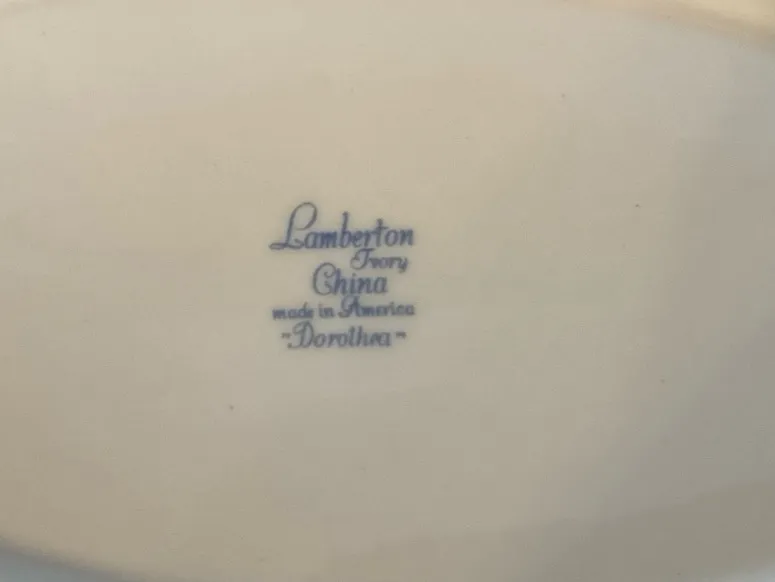 Lamberton
Ivory
China
made in America
"Dorothea"